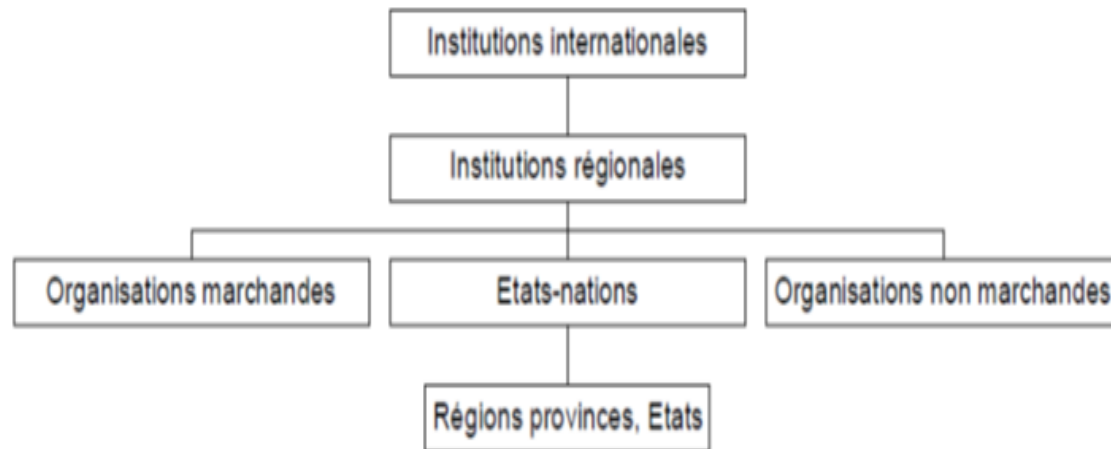 Institutions internationales
Institutions régionales
Organisations marchandes
Etats-nations
Organisations non marchandes
Régions provinces, Etats